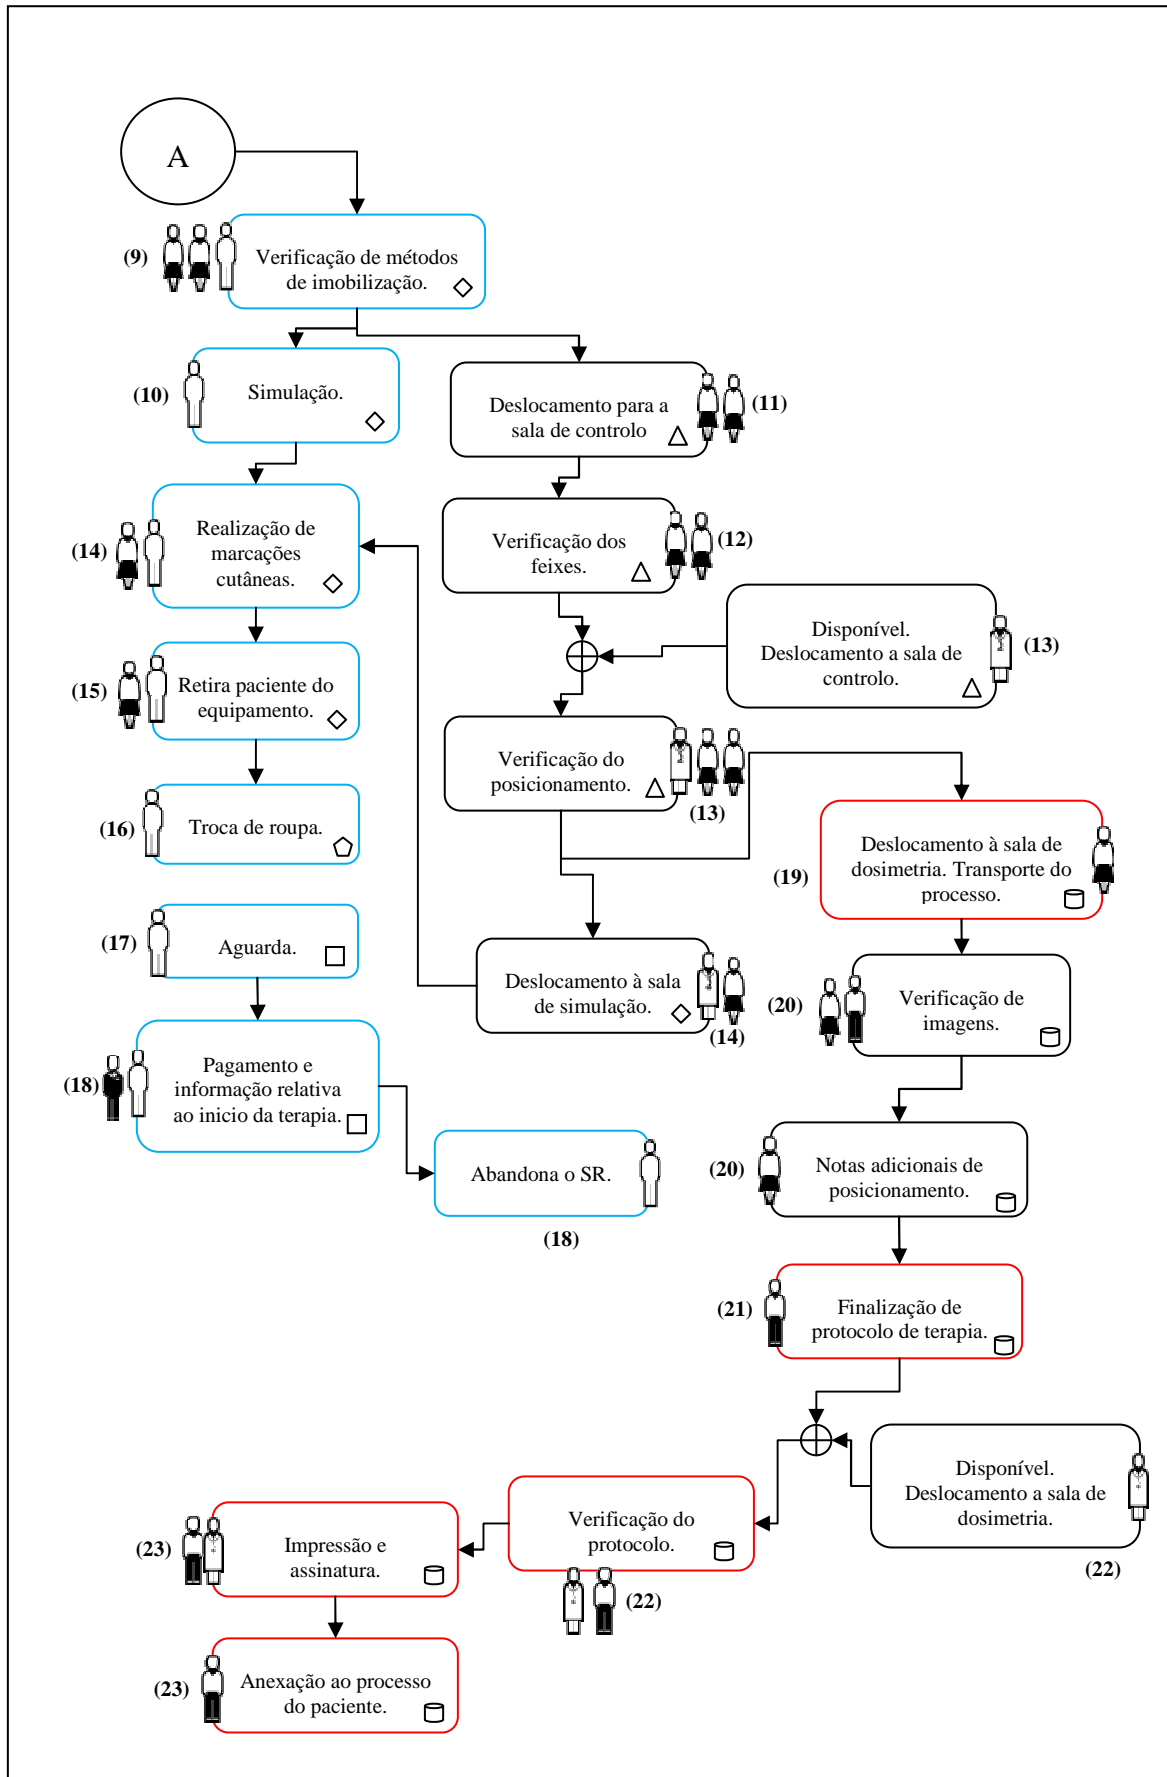 A
(9)
Verificação de métodos
de imobilização.
(10)
Simulação.
Deslocamento para a
sala de controlo
(11)
(14)
Realização de
marcações
cutâneas.
Verificação dos
feixes.
(12)
Disponível.
Deslocamento a sala de
controlo.
(13)
(15)
Retira paciente do
equipamento.
Verificação do
posicionamento.
(13)
(16)
Troca de roupa.
(19)
Deslocamento à sala de
dosimetria. Transporte do
processo.
(17)
Aguarda.
Deslocamento à sala
de simulação.
(14)
(20)
Verificação de
imagens.
(18)
Pagamento e
informação relativa
ao inicio da terapia.
Abandona o SR.
(18)
(20)
Notas adicionais de
posicionamento.
(21)
Finalização de
protocolo de terapia.
Disponível.
Deslocamento a sala de
dosimetria.
(22)
Verificação do
protocolo.
(22)
(23)
Impressão e
assinatura.
(23)
Anexação ao processo
do paciente.